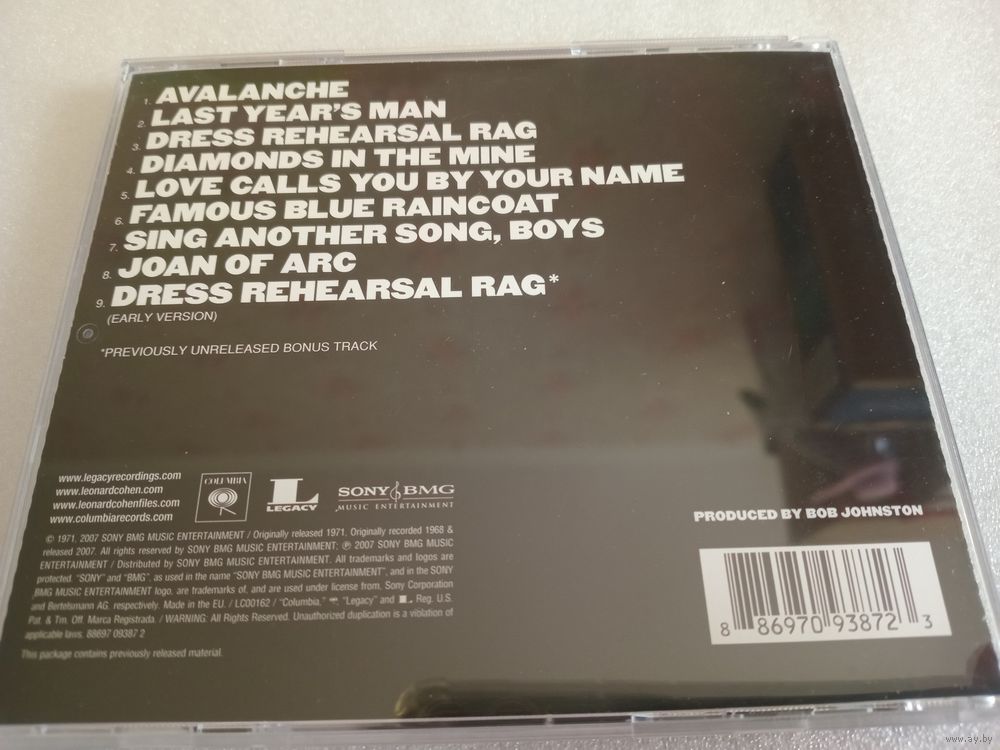 1. AVALANCHE
2. LAST YEAR'S MAN
3. DRESS REHEARSAL RAG
4. DIAMONDS IN THE MINE
5. LOVE CALLS YOU BY YOUR NAME
6. FAMOUS BLUE RAINCOAT
7. SING ANOTHER SONG, BOYS
8. JOAN OF ARC
9. DRESS REHEARSAL RAG*
(EARLY VERSION)
*PREVIOUSLY UNRELEASED BONUS TRACK
www.legacyrecordings.com
www.leonardcohen.com
www.leonardcohenfiles.com
www.columbiarecords.com
COLUMBIA
LEGACY
SONY BMG
MUSIC ENTERTAINMENT
© 1971, 2007 SONY BMG MUSIC ENTERTAINMENT / Originally released 1971. Originally recorded 1968 &
released 2007. All rights reserved by SONY BMG MUSIC ENTERTAINMENT; ℗ 2007 SONY BMG MUSIC
ENTERTAINMENT / Distributed by SONY BMG MUSIC ENTERTAINMENT. All trademarks and logos are
protected. "SONY" and "BMG", as used in the name "SONY BMG MUSIC ENTERTAINMENT", and in the SONY
BMG MUSIC ENTERTAINMENT logo, are trademarks of, and are used under license from, Sony Corporation
and Bertelsmann AG, respectively. Made in the EU. / LC00162 / "Columbia," "Legacy" and L Reg. U.S.
Pat. & Tm. Off. Marca Registrada. / WARNING: All Rights Reserved. Unauthorized duplication is a violation of
applicable laws. 88697 09387 2
This package contains previously released material.
PRODUCED BY BOB JOHNSTON
8 86970 93872 3
www.ay.by